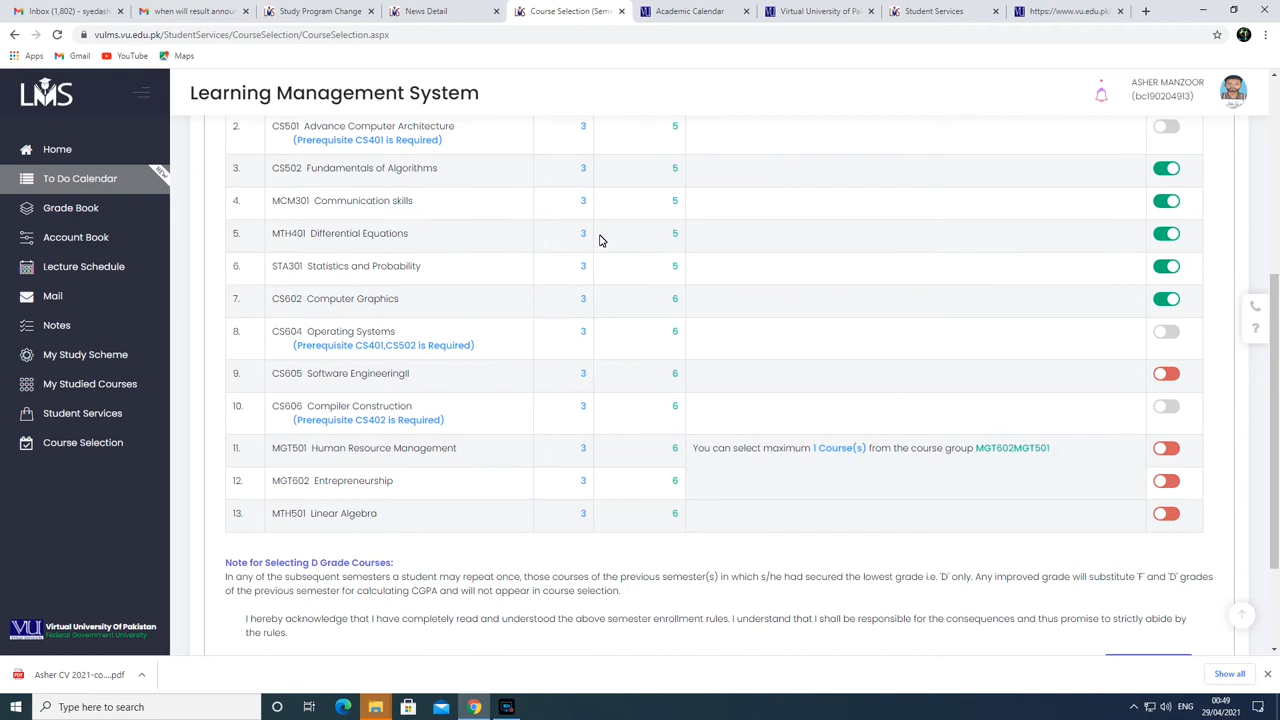 Inbox (1,802) - syedash
when will result annou
Study Program Change
News Detail
Course Selection (Seme
Academic Calendar
Virtual University of Pak
Student Services
https://www.vu.edu.pk
vulms.vu.edu.pk/StudentServices/CourseSelection/CourseSelection.aspx
Apps
Gmail
YouTube
Maps
LMS
Learning Management System
ASHER MANZOOR
(bc190204913)
Home
To Do Calendar
NEW
Grade Book
Account Book
Lecture Schedule
Mail
Notes
My Study Scheme
My Studied Courses
Student Services
Course Selection
2. CS501 Advance Computer Architecture 3 5
(Prerequisite CS401 is Required)
3. CS502 Fundamentals of Algorithms 3 5
4. MCM301 Communication skills 3 5
5. MTH401 Differential Equations 3 5
6. STA301 Statistics and Probability 3 5
7. CS602 Computer Graphics 3 6
8. CS604 Operating Systems 3 6
(Prerequisite CS401,CS502 is Required)
9. CS605 Software EngineeringII 3 6
10. CS606 Compiler Construction 3 6
(Prerequisite CS402 is Required)
11. MGT501 Human Resource Management 3 6 You can select maximum 1 Course(s) from the course group MGT602MGT501
12. MGT602 Entrepreneurship 3 6
13. MTH501 Linear Algebra 3 6
Note for Selecting D Grade Courses:
In any of the subsequent semesters a student may repeat once, those courses of the previous semester(s) in which s/he had secured the lowest grade i.e. 'D' only. Any improved grade will substitute 'F' and 'D' grades
of the previous semester for calculating CGPA and will not appear in course selection.
I hereby acknowledge that I have completely read and understood the above semester enrollment rules. I understand that I shall be responsible for the consequences and thus promise to strictly abide by
the rules.
VU Virtual University Of Pakistan
Federal Government University
Asher CV 2021-co....pdf
Show all
Type here to search
ENG
00:49
29/04/2021